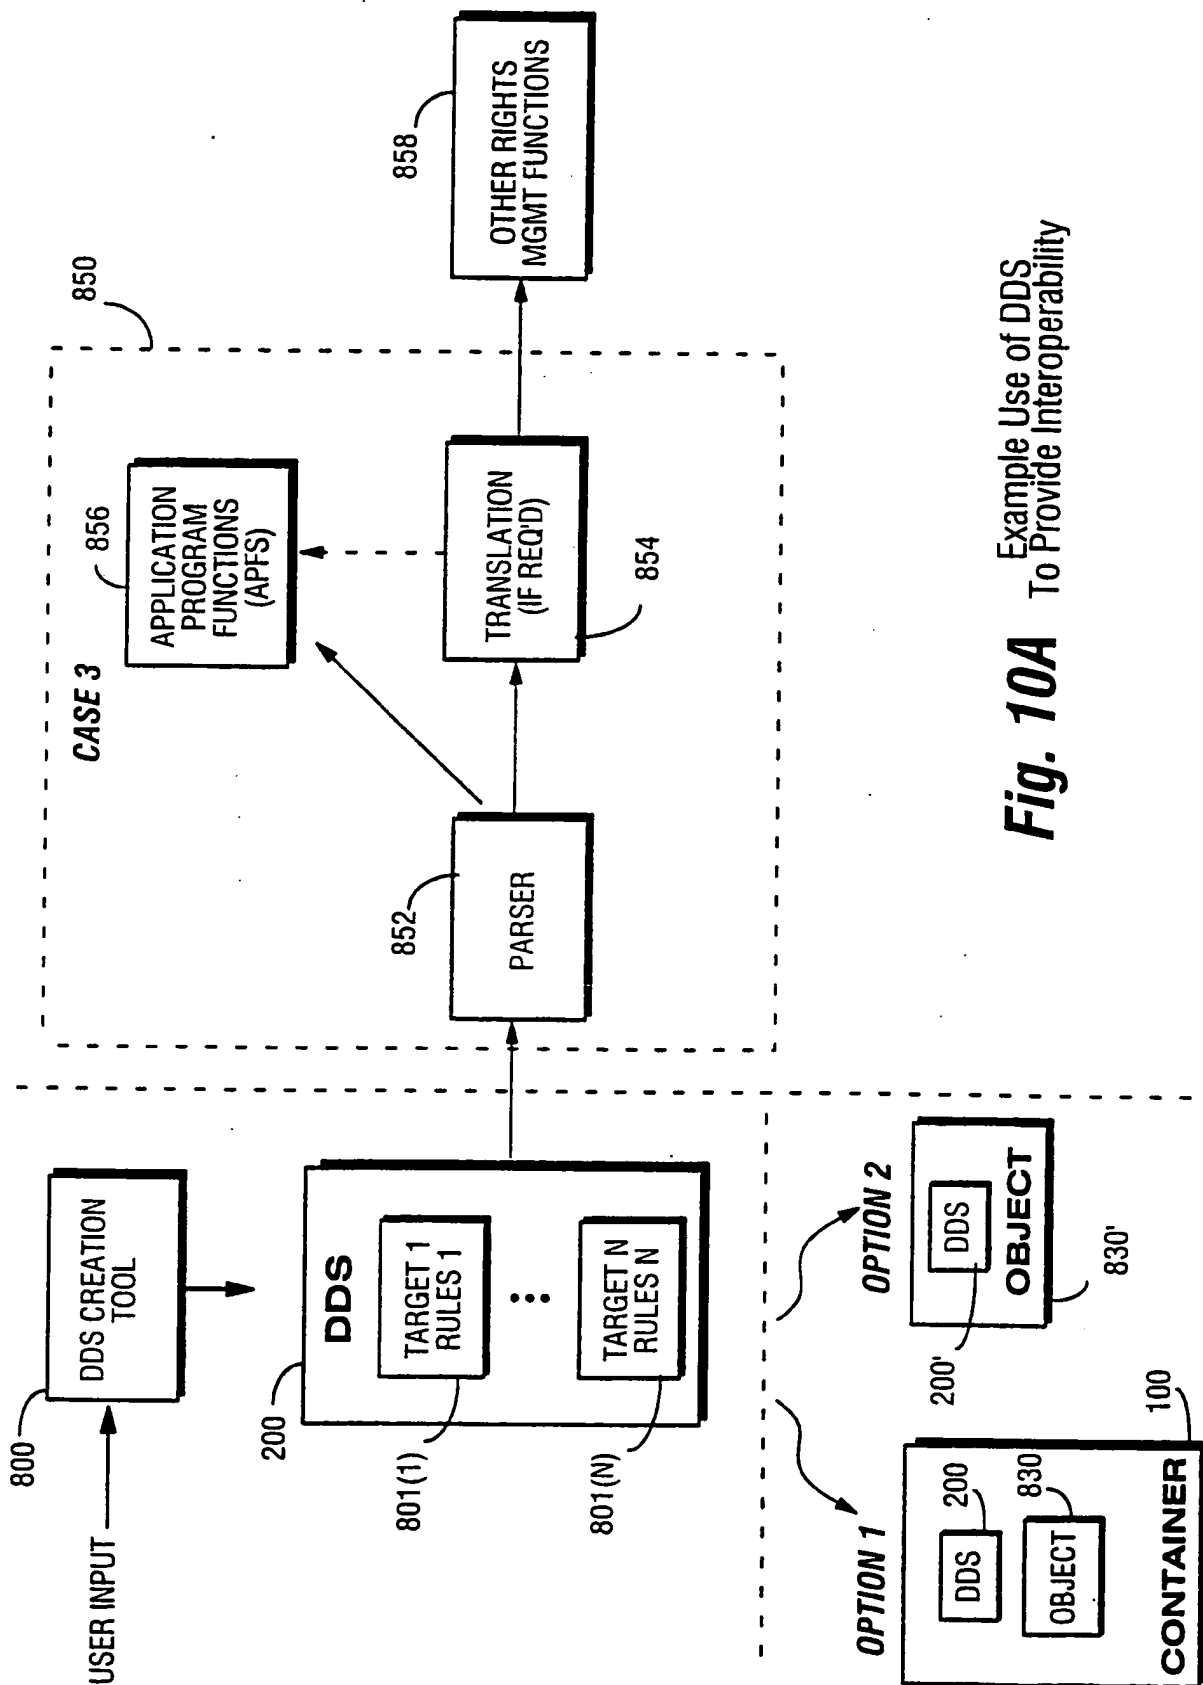 USER INPUT
800
DDS CREATION
TOOL
200
DDS
TARGET 1
RULES 1
801(1)
TARGET N
RULES N
801(N)
850
CASE 3
852
PARSER
856
APPLICATION
PROGRAM
FUNCTIONS
(APFS)
TRANSLATION
(IF REQ'D)
854
858
OTHER RIGHTS
MGMT FUNCTIONS
OPTION 1
DDS
200
OBJECT
830
CONTAINER
100
OPTION 2
DDS
200'
OBJECT
830'
Fig. 10A
Example Use of DDS
To Provide Interoperability